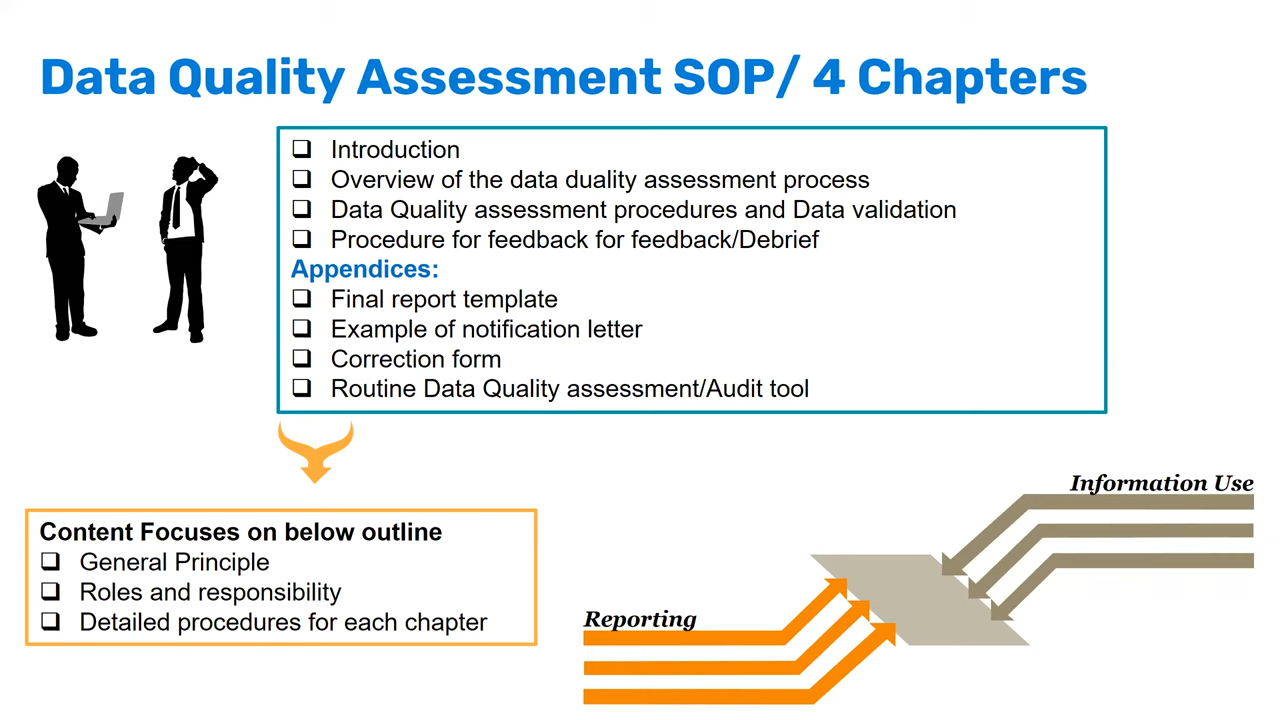 Data Quality Assessment SOP/ 4 Chapters
Introduction
Overview of the data duality assessment process
Data Quality assessment procedures and Data validation
Procedure for feedback for feedback/Debrief
Appendices:
Final report template
Example of notification letter
Correction form
Routine Data Quality assessment/Audit tool
Content Focuses on below outline
General Principle
Roles and responsibility
Detailed procedures for each chapter
Information Use
Reporting